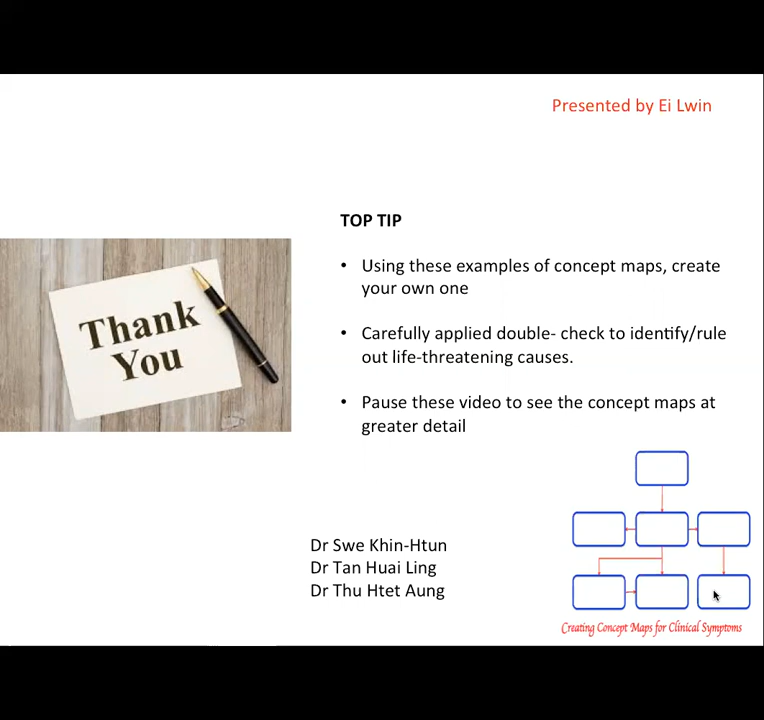 Presented by Ei Lwin
TOP TIP
• Using these examples of concept maps, create
your own one
• Carefully applied double- check to identify/rule
out life-threatening causes.
• Pause these video to see the concept maps at
greater detail
Thank
You
Dr Swe Khin-Htun
Dr Tan Huai Ling
Dr Thu Htet Aung
Creating Concept Maps for Clinical Symptoms